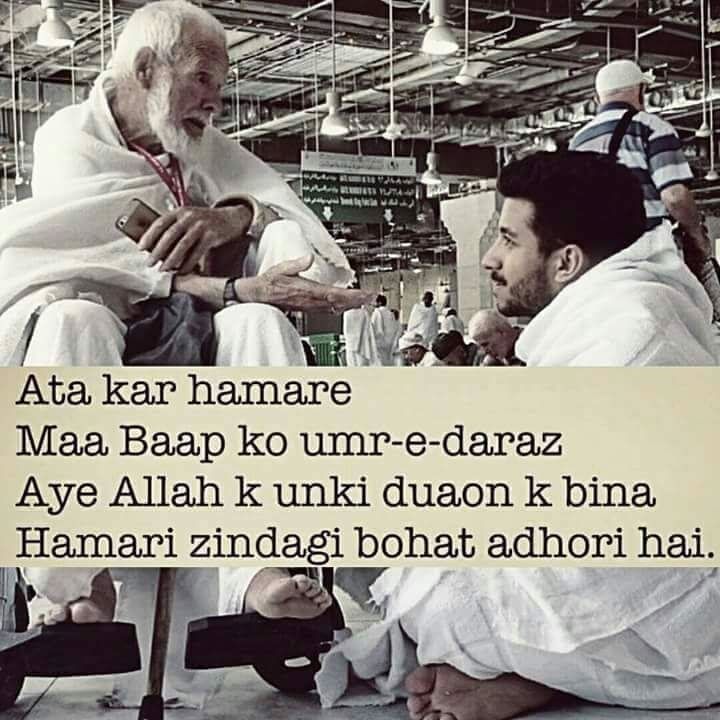 Ata kar hamare
Maa Baap ko umr-e-daraz
Aye Allah k unki duaon k bina
Hamari zindagi bohat adhori hai.